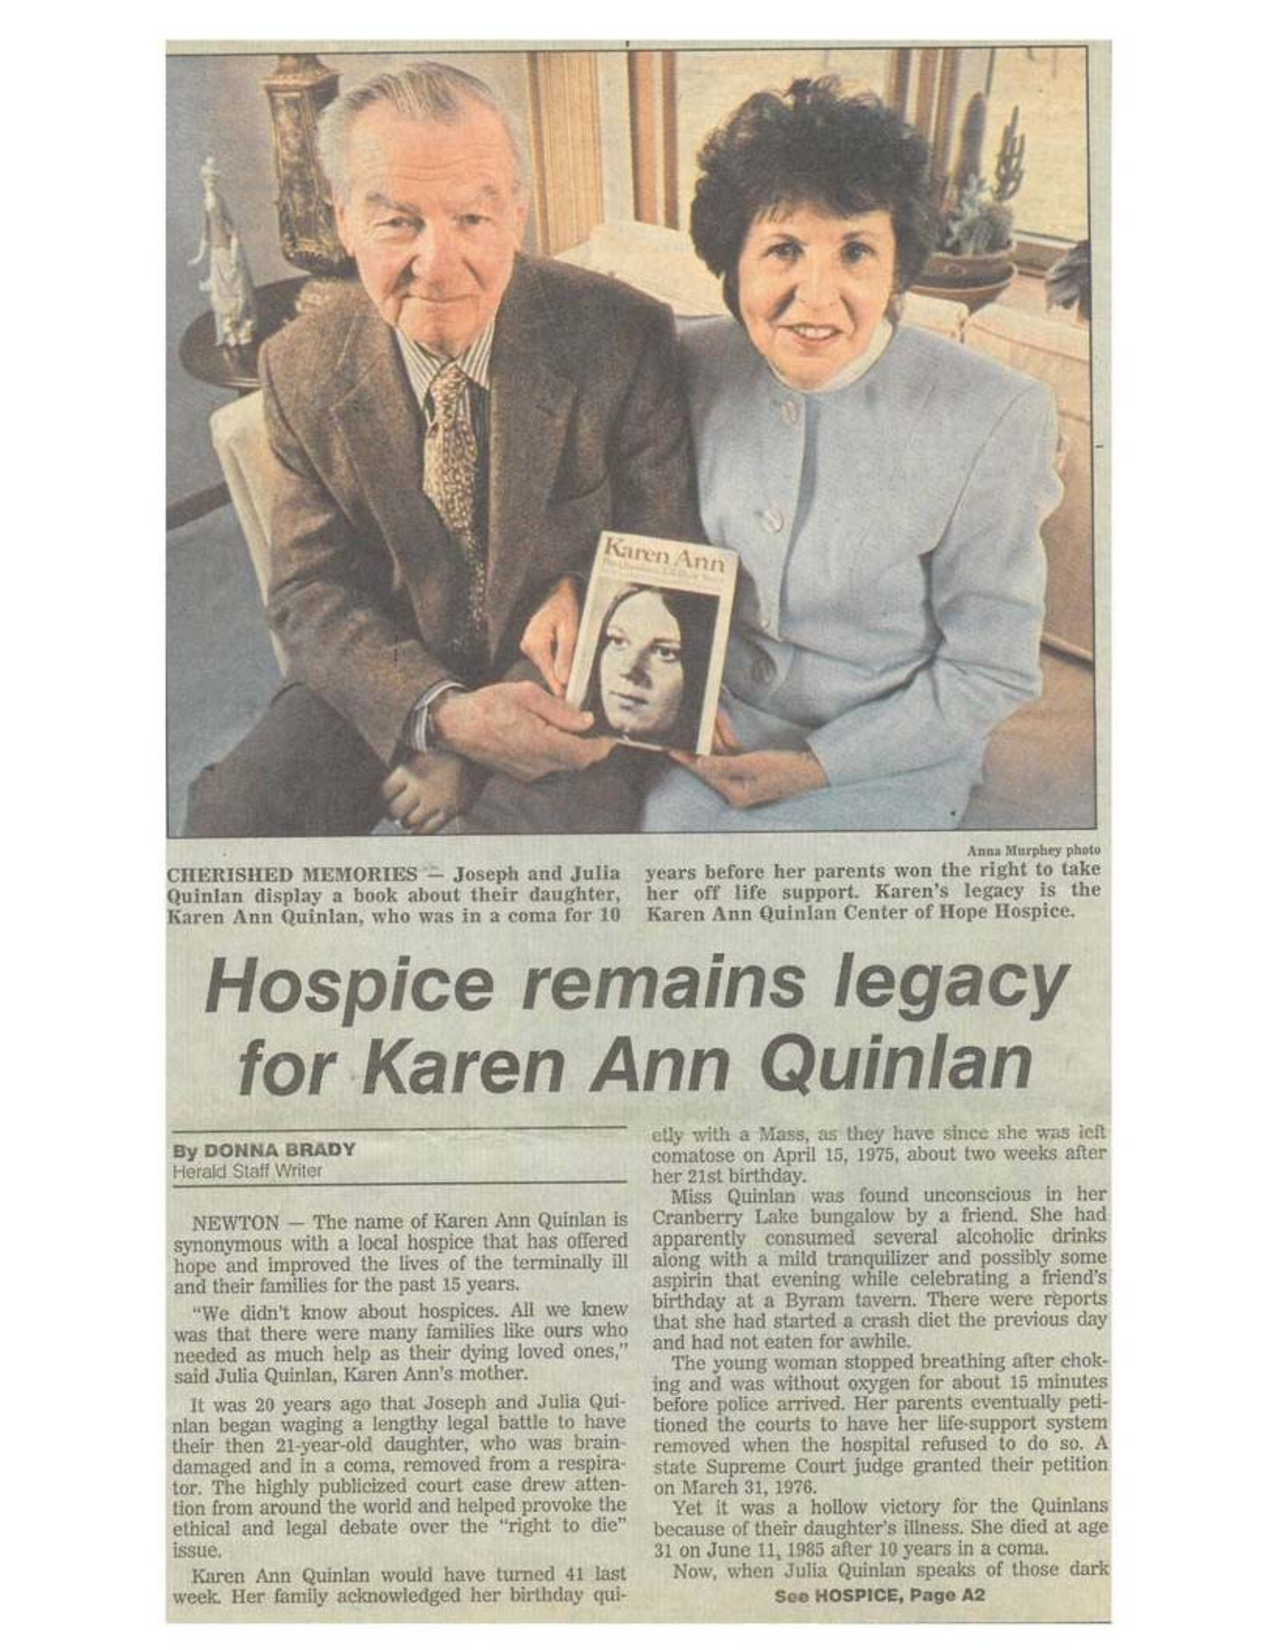 Karen Ann
Anna Murphey photo
CHERISHED MEMORIES — Joseph and Julia
Quinlan display a book about their daughter,
Karen Ann Quinlan, who was in a coma for 10
years before her parents won the right to take
her off life support. Karen's legacy is the
Karen Ann Quinlan Center of Hope Hospice.
Hospice remains legacy
for Karen Ann Quinlan
By DONNA BRADY
Herald Staff Writer
NEWTON — The name of Karen Ann Quinlan is
synonymous with a local hospice that has offered
hope and improved the lives of the terminally ill
and their families for the past 15 years.
"We didn't know about hospices. All we knew
was that there were many families like ours who
needed as much help as their dying loved ones,"
said Julia Quinlan, Karen Ann's mother.
It was 20 years ago that Joseph and Julia Qui-
nlan began waging a lengthy legal battle to have
their then 21-year-old daughter, who was brain-
damaged and in a coma, removed from a respira-
tor. The highly publicized court case drew atten-
tion from around the world and helped provoke the
ethical and legal debate over the "right to die"
issue.
Karen Ann Quinlan would have turned 41 last
week. Her family acknowledged her birthday qui-
etly with a Mass, as they have since she was left
comatose on April 15, 1975, about two weeks after
her 21st birthday.
Miss Quinlan was found unconscious in her
Cranberry Lake bungalow by a friend. She had
apparently consumed several alcoholic drinks
along with a mild tranquilizer and possibly some
aspirin that evening while celebrating a friend's
birthday at a Byram tavern. There were reports
that she had started a crash diet the previous day
and had not eaten for awhile.
The young woman stopped breathing after chok-
ing and was without oxygen for about 15 minutes
before police arrived. Her parents eventually peti-
tioned the courts to have her life-support system
removed when the hospital refused to do so. A
state Supreme Court judge granted their petition
on March 31, 1976.
Yet it was a hollow victory for the Quinlans
because of their daughter's illness. She died at age
31 on June 11, 1985 after 10 years in a coma.
Now, when Julia Quinlan speaks of those dark
See HOSPICE, Page A2